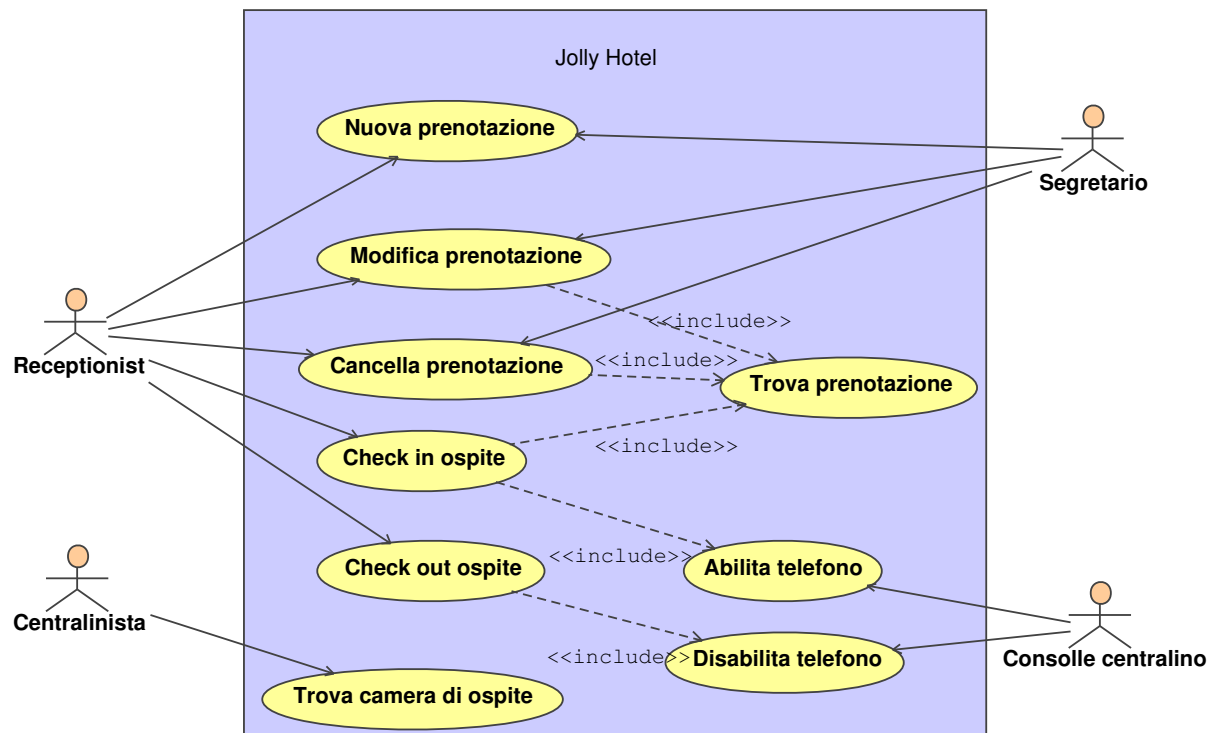 Jolly Hotel
Nuova prenotazione
Segretario
Modifica prenotazione
<<include>>
Receptionist
Cancella prenotazione
<<include>>
Trova prenotazione
Check in ospite
<<include>>
Check out ospite
<<include>>
Abilita telefono
Centralinista
<<include>>
Disabilita telefono
Consolle centralino
Trova camera di ospite